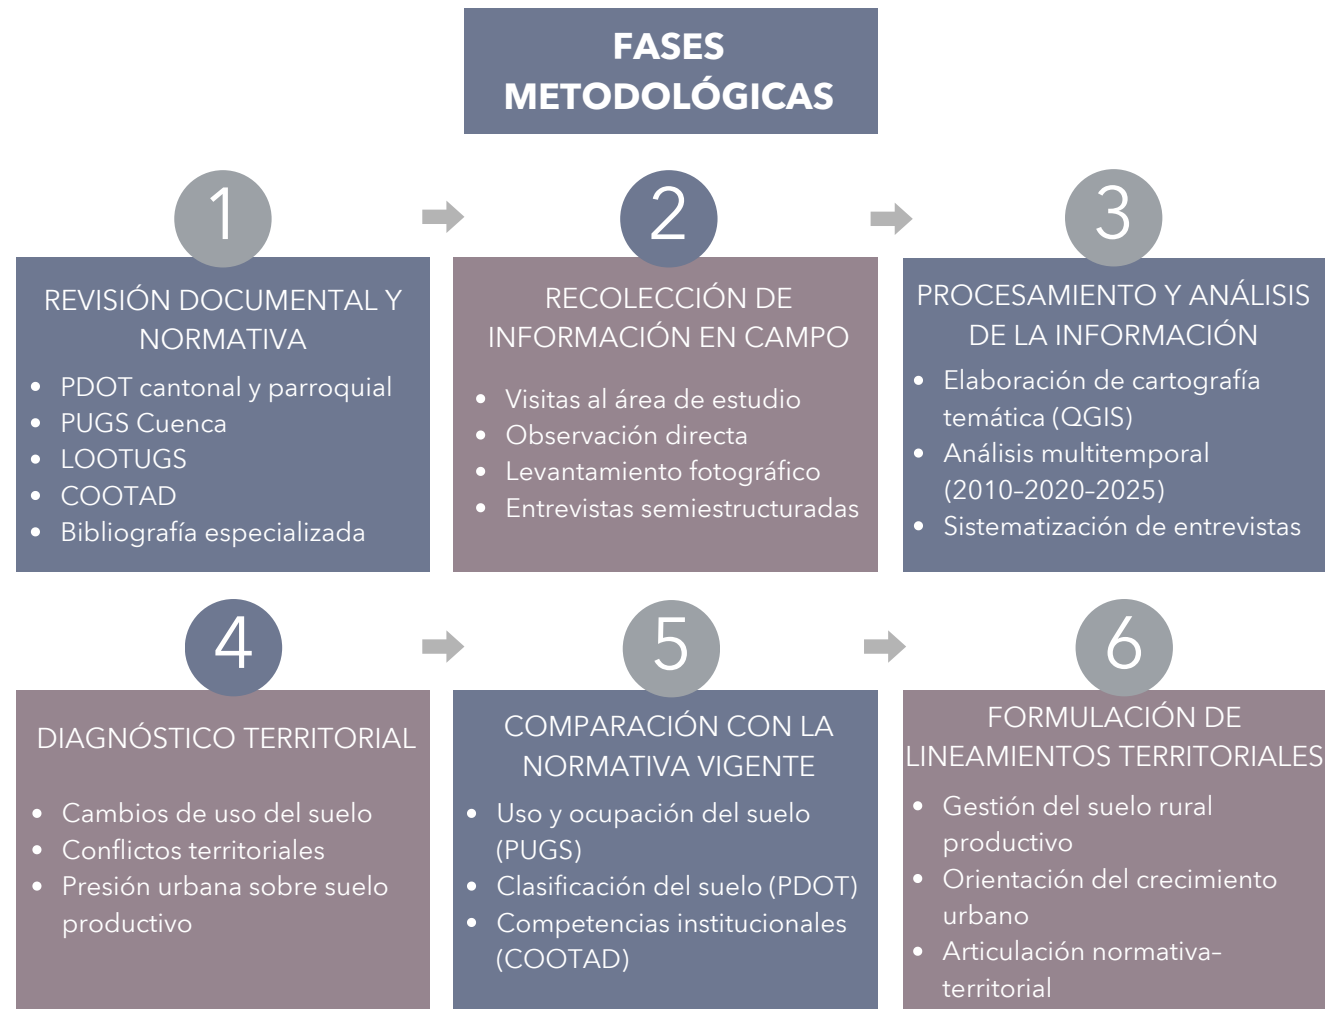 FASES
METODOLÓGICAS
1
REVISIÓN DOCUMENTAL Y
NORMATIVA
• PDOT cantonal y parroquial
• PUGS Cuenca
• LOOTUGS
• COOTAD
• Bibliografía especializada
2
RECOLECCIÓN DE
INFORMACIÓN EN CAMPO
• Visitas al área de estudio
• Observación directa
• Levantamiento fotográfico
• Entrevistas semiestructuradas
3
PROCESAMIENTO Y ANÁLISIS
DE LA INFORMACIÓN
• Elaboración de cartografía
temática (QGIS)
• Análisis multitemporal
(2010–2020–2025)
• Sistematización de entrevistas
4
DIAGNÓSTICO TERRITORIAL
• Cambios de uso del suelo
• Conflictos territoriales
• Presión urbana sobre suelo
productivo
5
COMPARACIÓN CON LA
NORMATIVA VIGENTE
• Uso y ocupación del suelo
(PUGS)
• Clasificación del suelo (PDOT)
• Competencias institucionales
(COOTAD)
6
FORMULACIÓN DE
LINEAMIENTOS TERRITORIALES
• Gestión del suelo rural
productivo
• Orientación del crecimiento
urbano
• Articulación normativa–
territorial